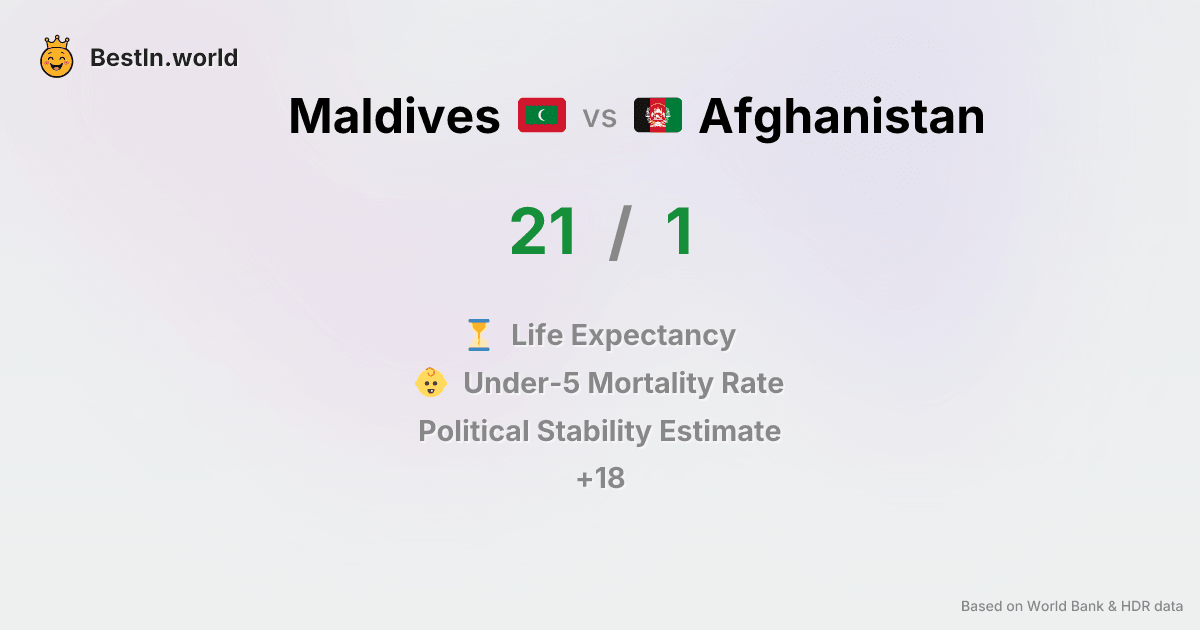 BestIn.world
Maldives vs Afghanistan
21 / 1
Life Expectancy
Under-5 Mortality Rate
Political Stability Estimate
+18
Based on World Bank & HDR data